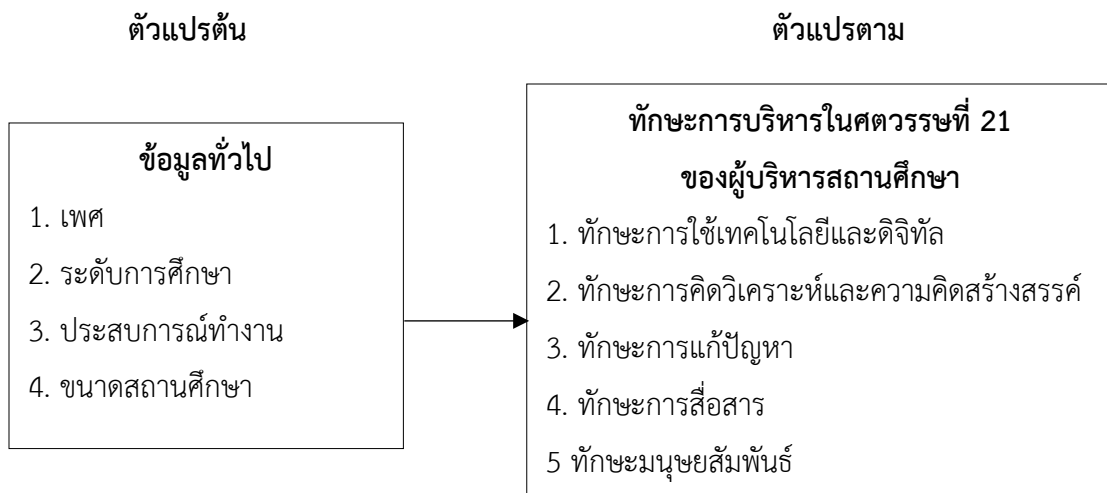 ตัวแปรต้น
ตัวแปรตาม
ข้อมูลทั่วไป
1. เพศ
2. ระดับการศึกษา
3. ประสบการณ์ทำงาน
4. ขนาดสถานศึกษา
ทักษะการบริหารในศตวรรษที่ 21
ของผู้บริหารสถานศึกษา
1. ทักษะการใช้เทคโนโลยีและดิจิทัล
2. ทักษะการคิดวิเคราะห์และความคิดสร้างสรรค์
3. ทักษะการแก้ปัญหา
4. ทักษะการสื่อสาร
5 ทักษะมนุษยสัมพันธ์